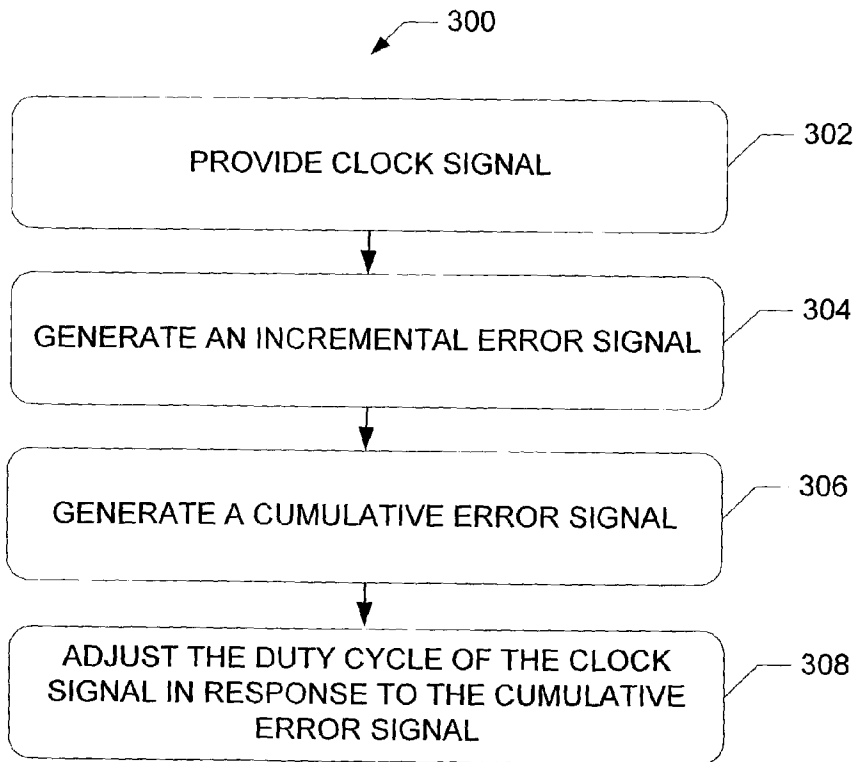 300
PROVIDE CLOCK SIGNAL
302
GENERATE AN INCREMENTAL ERROR SIGNAL
304
GENERATE A CUMULATIVE ERROR SIGNAL
306
ADJUST THE DUTY CYCLE OF THE CLOCK
SIGNAL IN RESPONSE TO THE CUMULATIVE
ERROR SIGNAL
308